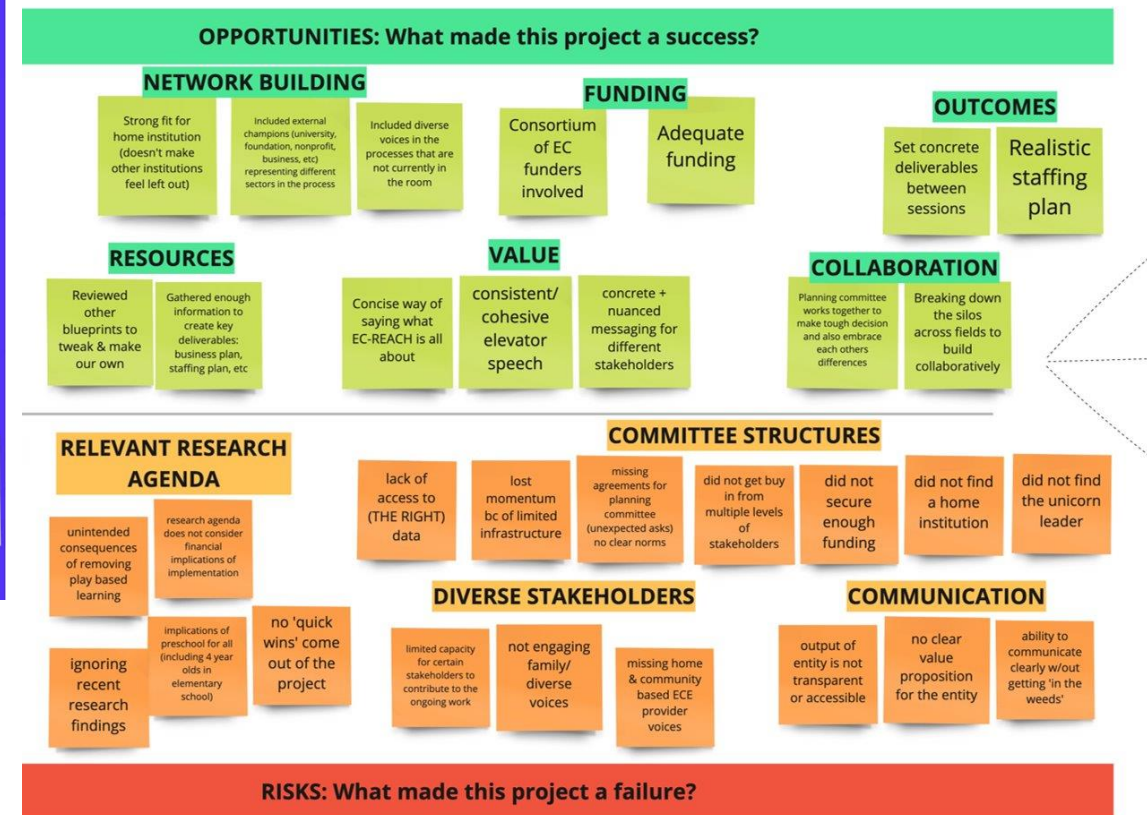 OPPORTUNITIES: What made this project a success?
NETWORK BUILDING
Strong fit for
home institution
(doesn't make
other institutions
feel left out)
Included external
champions (university,
foundation, nonprofit,
business, etc)
representing different
sectors in the process
Included diverse
voices in the
processes that are
not currently in
the room
FUNDING
Consortium
of EC
funders
involved
Adequate
funding
OUTCOMES
Set concrete
deliverables
between
sessions
Realistic
staffing
plan
RESOURCES
Reviewed
other
blueprints to
tweak & make
our own
Gathered enough
information to
create key
deliverables:
business plan,
staffing plan, etc
VALUE
Concise way of
saying what
EC-REACH is all
about
consistent/
cohesive
elevator
speech
concrete +
nuanced
messaging for
different
stakeholders
COLLABORATION
Planning committee
works together to
make tough decision
and also embrace
each others
differences
Breaking down
the silos
across fields to
build
collaboratively
RELEVANT RESEARCH
AGENDA
unintended
consequences
of removing
play based
learning
research agenda
does not consider
financial
implications of
implementation
ignoring
recent
research
findings
implications of
preschool for all
(including 4 year
olds in
elementary
school)
no 'quick
wins' come
out of the
project
COMMITTEE STRUCTURES
lack of
access to
(THE RIGHT)
data
lost
momentum
bc of limited
infrastructure
missing
agreements for
planning
committee
(unexpected asks)
no clear norms
did not get buy
in from
multiple levels
of
stakeholders
did not
secure
enough
funding
did not find
a home
institution
did not find
the unicorn
leader
DIVERSE STAKEHOLDERS
limited capacity
for certain
stakeholders to
contribute to the
ongoing work
not engaging
family/
diverse
voices
missing home
& community
based ECE
provider
voices
COMMUNICATION
output of
entity is not
transparent
or accessible
no clear
value
proposition
for the entity
ability to
communicate
clearly w/out
getting 'in the
weeds'
RISKS: What made this project a failure?